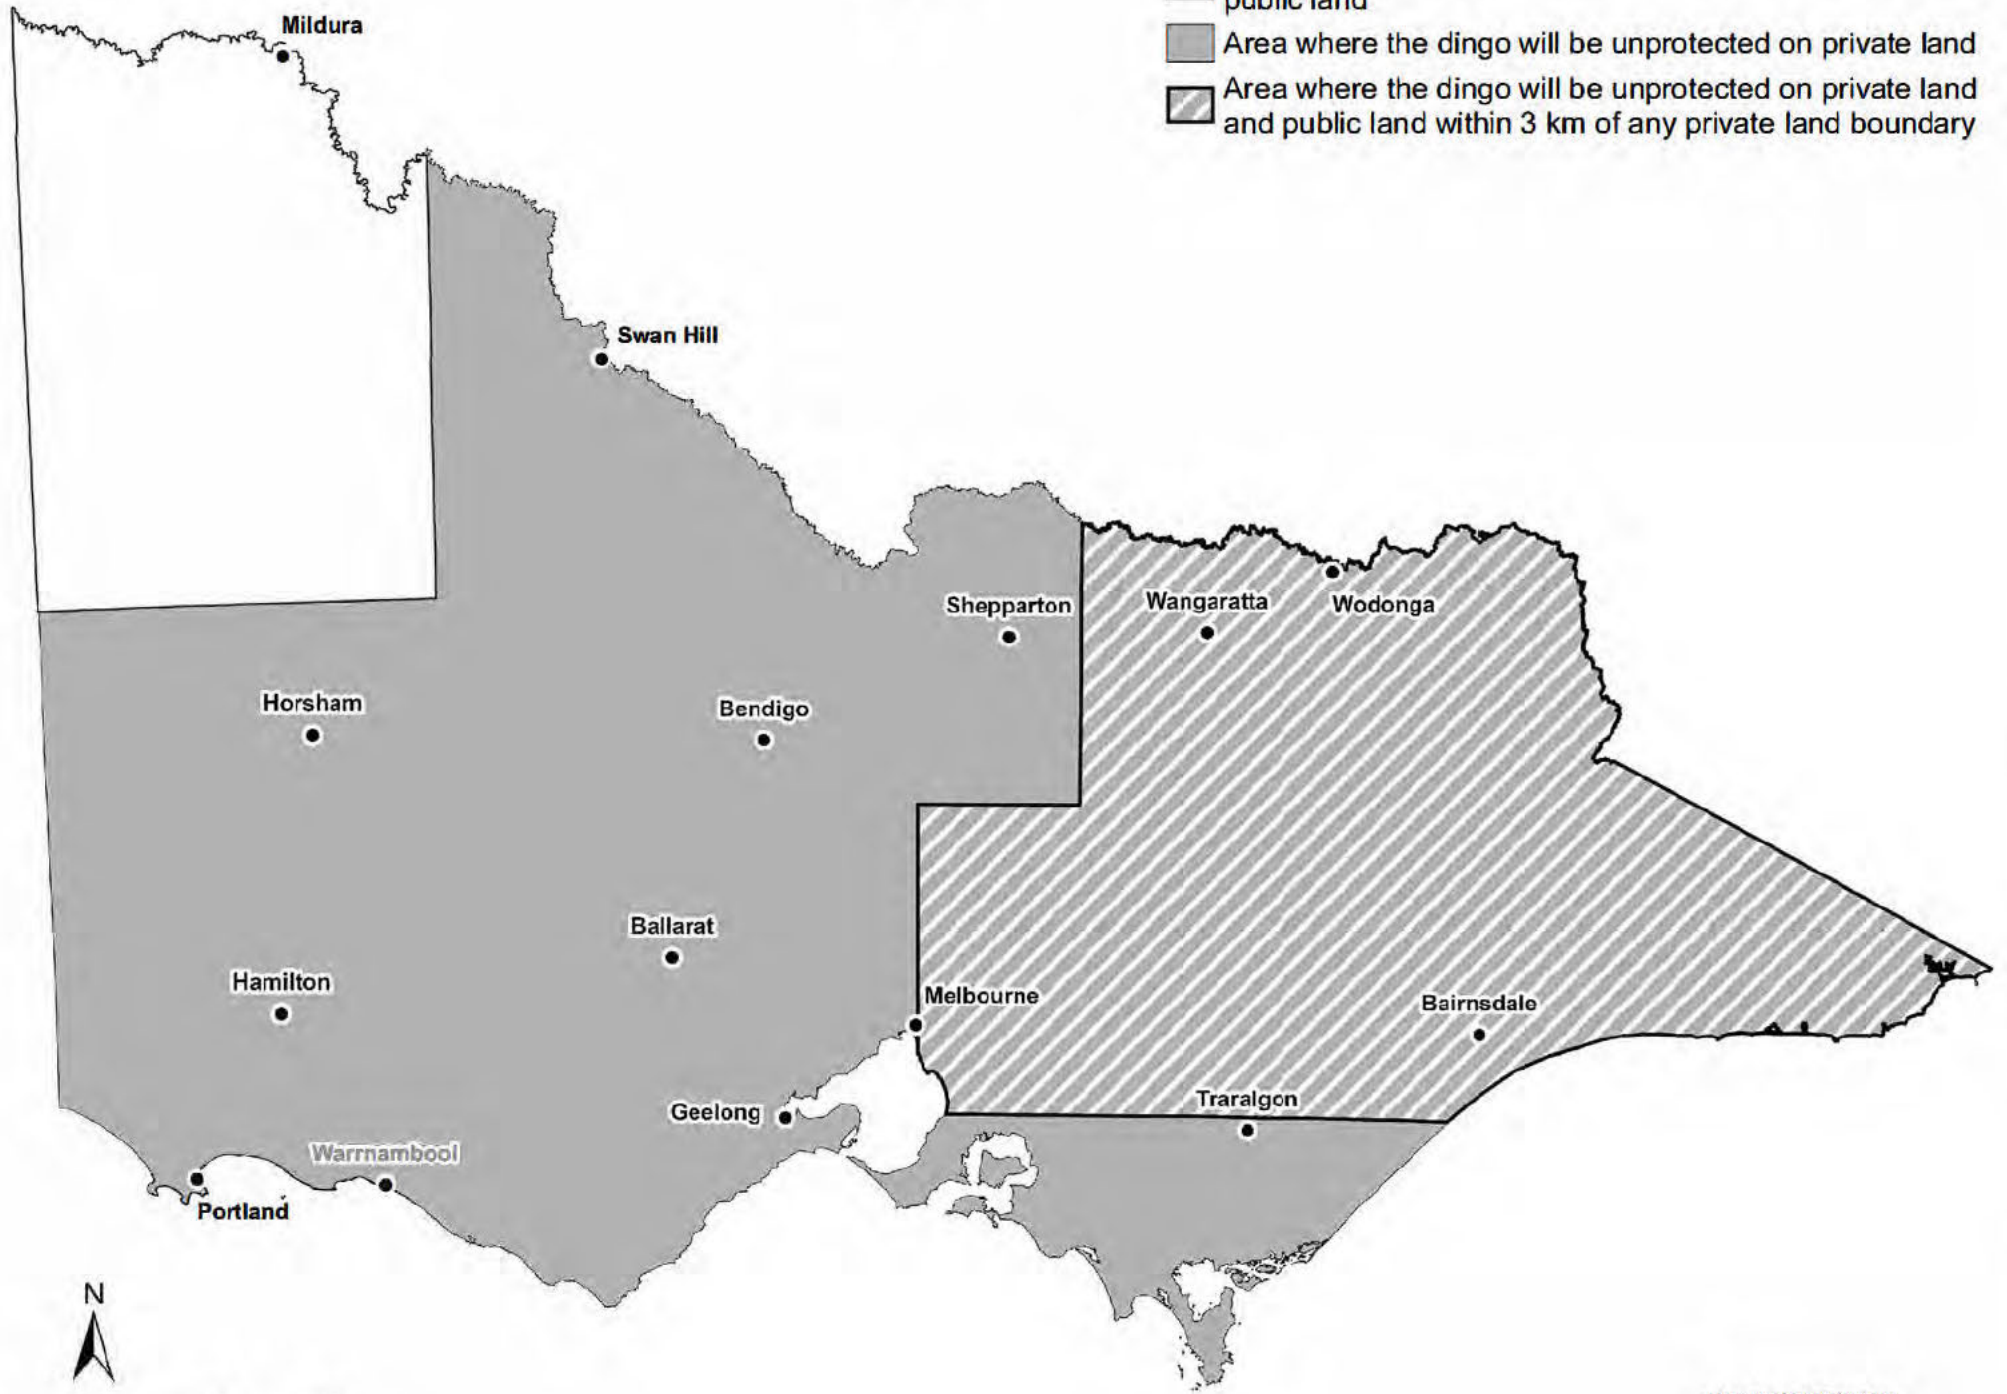 public land
Area where the dingo will be unprotected on private land
Area where the dingo will be unprotected on private land
and public land within 3 km of any private land boundary
Mildura
Swan Hill
Shepparton
Wangaratta
Wodonga
Horsham
Bendigo
Ballarat
Hamilton
Melbourne
Bairnsdale
Traralgon
Geelong
Warrnambool
Portland
N